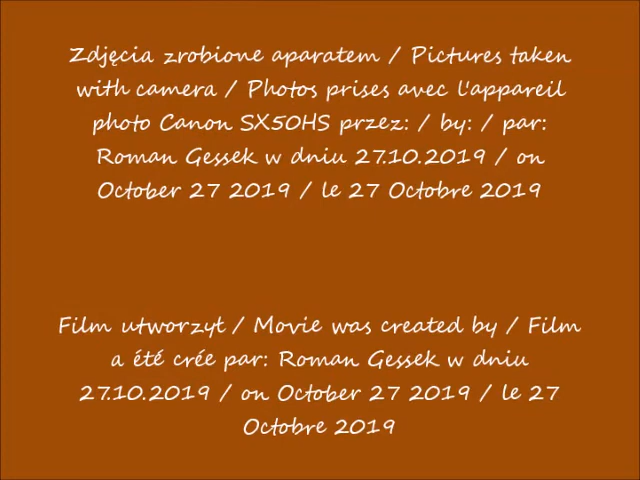 Zdjęcia zrobione aparatem / Pictures taken
with camera / Photos prises avec l'appareil
photo Canon SX50HS przez: / by: / par:
Roman Gessek w dniu 27.10.2019 / on
October 27 2019 / le 27 Octobre 2019
Film utworzył / Movie was created by / Film
a été crée par: Roman Gessek w dniu
27.10.2019 / on October 27 2019 / le 27
Octobre 2019